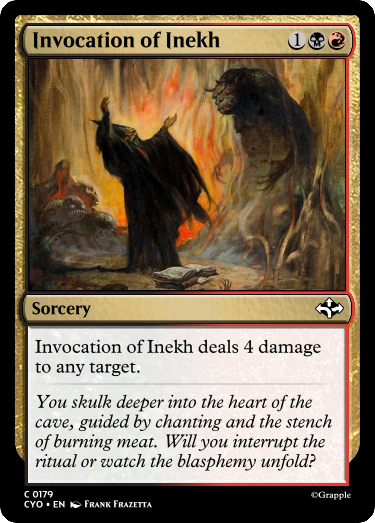 Invocation of Inekh 1
Sorcery
Invocation of Inekh deals 4 damage
to any target.
You skulk deeper into the heart of the
cave, guided by chanting and the stench
of burning meat. Will you interrupt the
ritual or watch the blasphemy unfold?
C 0179
CYO • EN Frank Frazetta
©Grapple